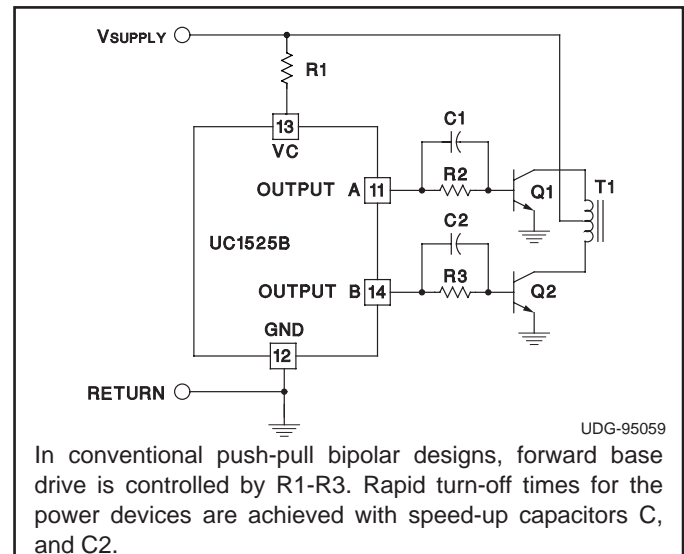 VSUPPLY
R1
13
VC
C1
R2
OUTPUT A 11
Q1
T1
UC1525B
C2
R3
OUTPUT B 14
Q2
GND
12
RETURN
UDG-95059
In conventional push-pull bipolar designs, forward base
drive is controlled by R1-R3. Rapid turn-off times for the
power devices are achieved with speed-up capacitors C,
and C2.